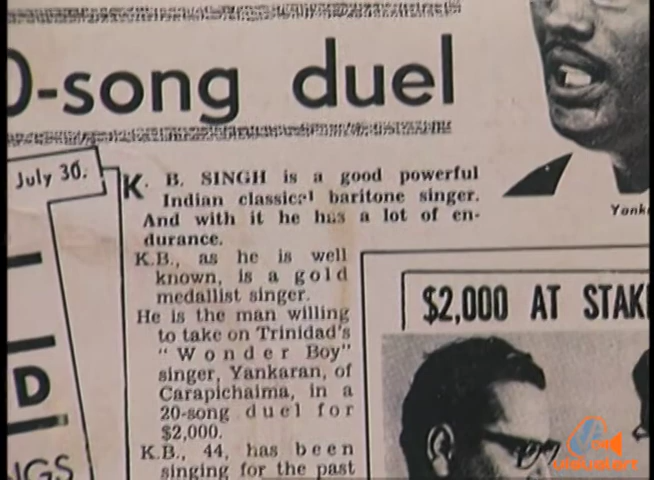 0-song duel
July 30.
K. B. SINGH is a good powerful
Indian classical baritone singer.
And with it he has a lot of en-
durance.
K.B., as he is well
known, is a gold
medallist singer.
He is the man willing
to take on Trinidad's
"Wonder Boy"
singer, Yankaran, of
Carapichaima, in a
20-song duel for
$2,000.
K.B., 44, has been
singing for the past
Yank
$2,000 AT STAK
D
NGS